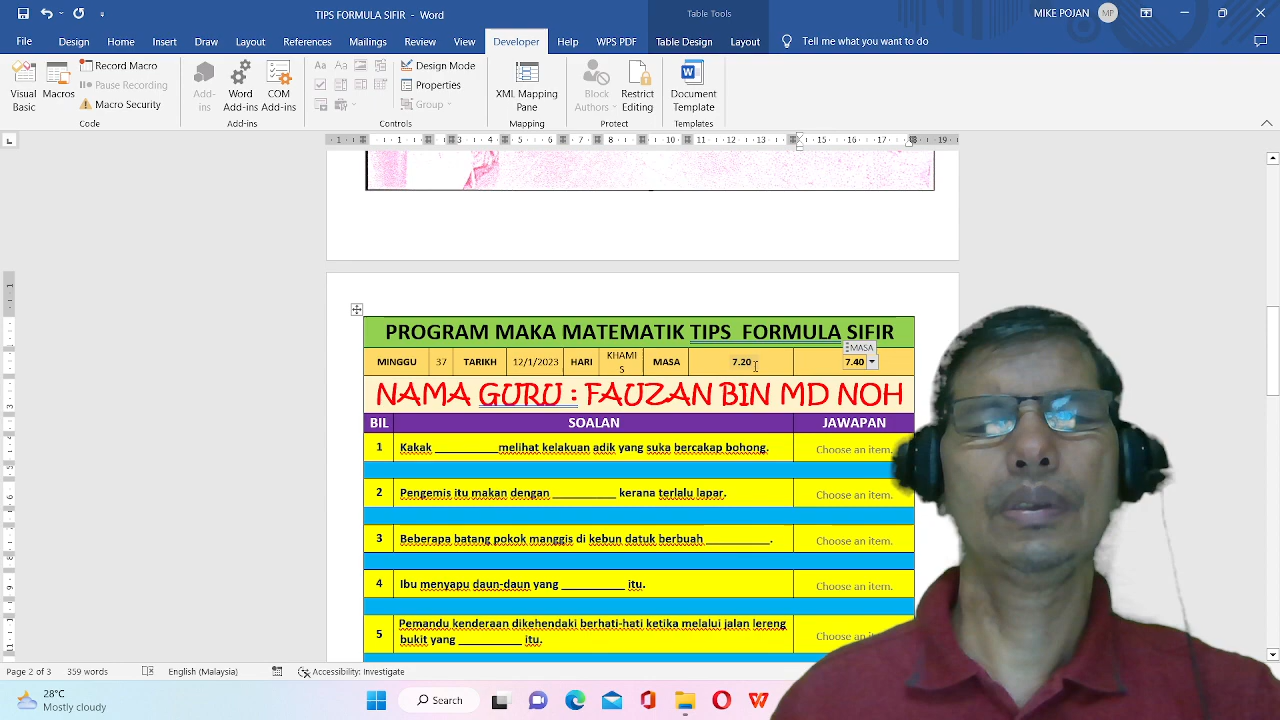 TIPS FORMULA SIFIR - Word
Table Tools
MIKE POJAN MP
File Home Insert Draw Design Layout References Mailings Review View Developer Help WPS PDF Table Design Layout Tell me what you want to do
Visual Basic
Macros
Record Macro
Pause Recording
Macro Security
Code
Add-ins
Word Add-ins
COM Add-ins
Add-ins
Design Mode
Properties
Group
Controls
XML Mapping Pane
Mapping
Block Authors
Restrict Editing
Protect
Document Template
Templates
PROGRAM MAKA MATEMATIK TIPS FORMULA SIFIR
MASA
MINGGU 37 TARIKH 12/1/2023 HARI KHAMIS MASA 7.20 7.40
NAMA GURU : FAUZAN BIN MD NOH
BIL SOALAN JAWAPAN
1 Kakak __________melihat kelakuan adik yang suka bercakap bohong. Choose an item.
2 Pengemis itu makan dengan __________ kerana terlalu lapar. Choose an item.
3 Beberapa batang pokok manggis di kebun datuk berbuah __________. Choose an item.
4 Ibu menyapu daun-daun yang __________ itu. Choose an item.
5 Pemandu kenderaan dikehendaki berhati-hati ketika melalui jalan lereng
bukit yang __________ itu.
Page 2 of 3 359 words English (Malaysia) Accessibility: Investigate
28°C
Mostly cloudy
Search